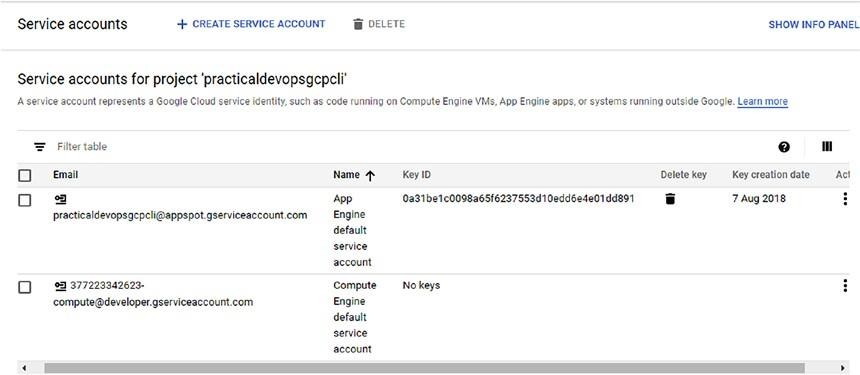 Service accounts + CREATE SERVICE ACCOUNT DELETE SHOW INFO PANEL
Service accounts for project 'practicaldevopsgcpcli'
A service account represents a Google Cloud service identity, such as code running on Compute Engine VMs, App Engine apps, or systems running outside Google. Learn more
Filter table
Email Name Key ID Delete key Key creation date Act
practicaldevopsgcpcli@appspot.gserviceaccount.com
App
Engine
default
service
account
0a31be1c0098a65f6237553d10edd6e4e01dd891
7 Aug 2018
377223342623-
compute@developer.gserviceaccount.com
Compute
Engine
default
service
account
No keys